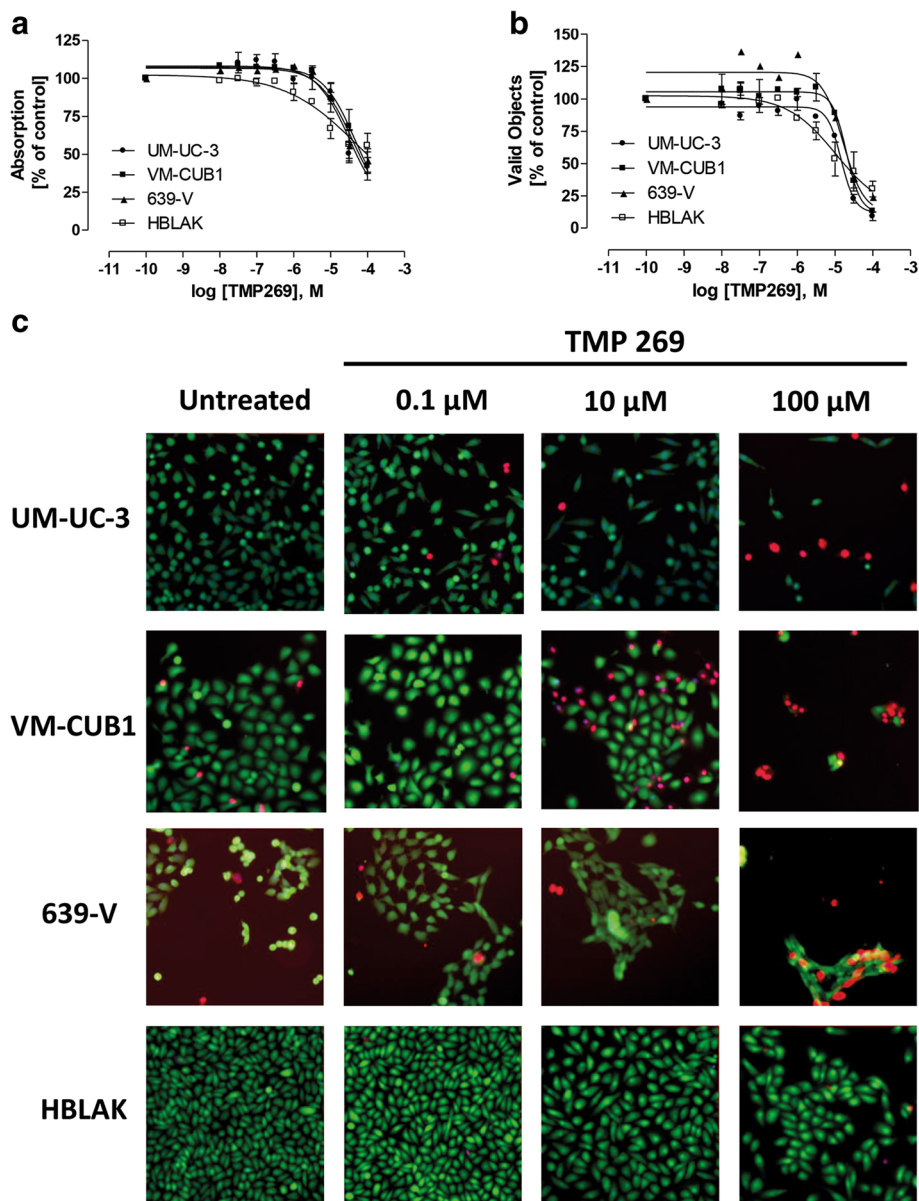 a
125
100
75
50
25
0
Absorption
[% of control]
UM-UC-3
VM-CUB1
639-V
HBLAK
-11 -10 -9 -8 -7 -6 -5 -4 -3
log [TMP269], M
b
150
125
100
75
50
25
0
Valid Objects
[% of control]
UM-UC-3
VM-CUB1
639-V
HBLAK
-11 -10 -9 -8 -7 -6 -5 -4 -3
log [TMP269], M
c
TMP 269
Untreated 0.1 µM 10 µM 100 µM
UM-UC-3
VM-CUB1
639-V
HBLAK